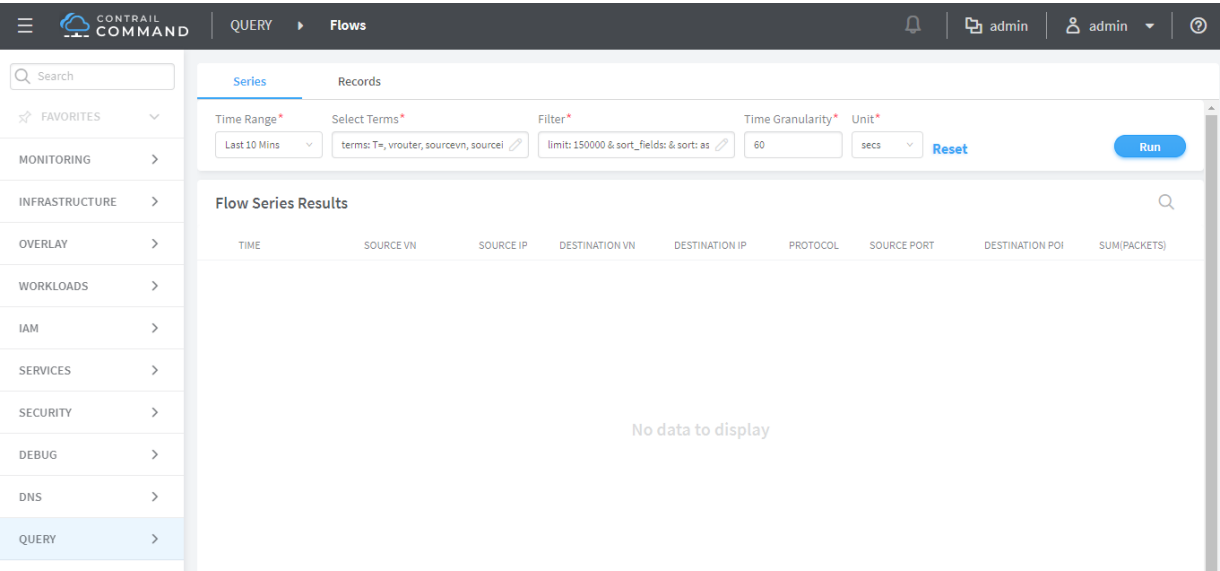 CONTRAIL
COMMAND
QUERY
Flows
admin
admin
Search
FAVORITES
MONITORING
INFRASTRUCTURE
OVERLAY
WORKLOADS
IAM
SERVICES
SECURITY
DEBUG
DNS
QUERY
Series
Records
Time Range*
Select Terms*
Filter*
Time Granularity*
Unit*
Last 10 Mins
terms: T=, vrouter, sourcevn, sourcei
limit: 150000 & sort_fields: & sort: as
60
secs
Reset
Run
Flow Series Results
TIME
SOURCE VN
SOURCE IP
DESTINATION VN
DESTINATION IP
PROTOCOL
SOURCE PORT
DESTINATION POI
SUM(PACKETS)
No data to display